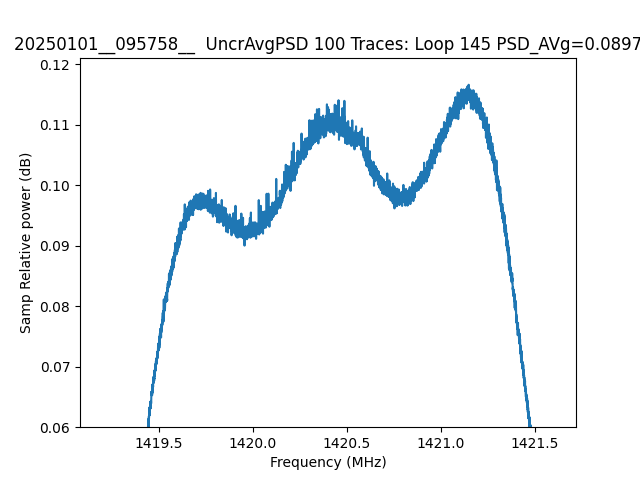 20250101__095758__ UncrAvgPSD 100 Traces: Loop 145 PSD_AVg=0.0897
0.12
0.11
0.10
0.09
0.08
0.07
0.06
Samp Relative power (dB)
1419.5 1420.0 1420.5 1421.0 1421.5
Frequency (MHz)